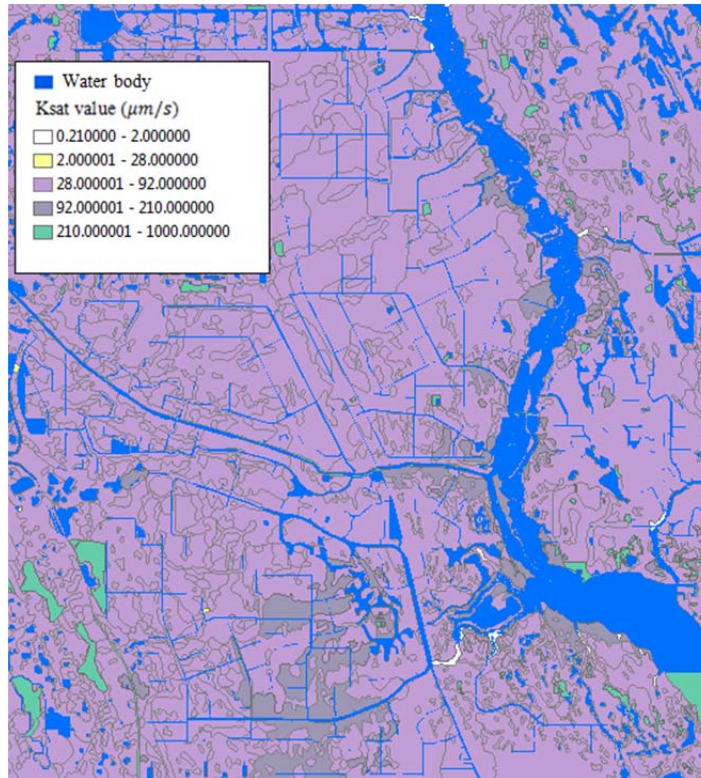 Water body
Ksat value (μm/s)
0.210000 - 2.000000
2.000001 - 28.000000
28.000001 - 92.000000
92.000001 - 210.000000
210.000001 - 1000.000000